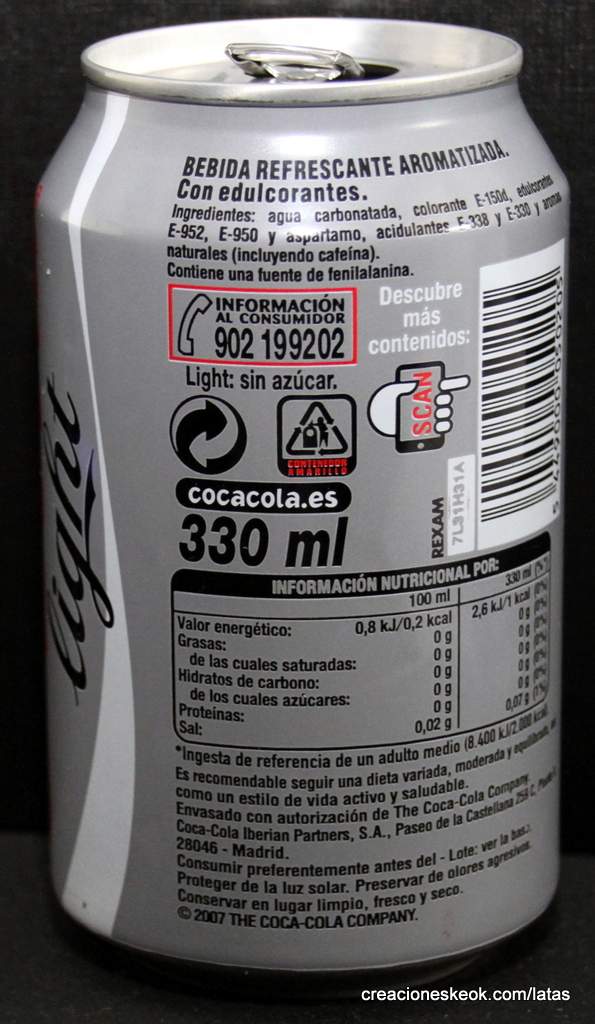 BEBIDA REFRESCANTE AROMATIZADA.
Con edulcorantes.
Ingredientes: agua carbonatada, colorante E-150d, edulcorantes
E-952, E-950 y aspartamo, acidulantes E-338 y E-330 y aromas
naturales (incluyendo cafeína).
Contiene una fuente de fenilalanina.
INFORMACIÓN
AL CONSUMIDOR
902 199202
Descubre
más
contenidos:
SCAN
Light: sin azúcar.
CONTENEDOR
AMARILLO
cocacola.es
330 ml
REXAM
7L31H31A
light
INFORMACIÓN NUTRICIONAL POR:
100 ml 330 ml (%*)
Valor energético: 0,8 kJ/0,2 kcal 2,6 kJ/1 kcal (0%)
Grasas: 0 g 0g (0%)
de las cuales saturadas: 0 g 0g (0%)
Hidratos de carbono: 0 g 0g (0%)
de los cuales azúcares: 0 g 0g (0%)
Proteínas: 0 g 0g (0%)
Sal: 0,02 g 0,07 g (1%)
*Ingesta de referencia de un adulto medio (8.400 kJ/2.000 kcal).
Es recomendable seguir una dieta variada, moderada y equilibrada, así
como un estilo de vida activo y saludable.
Envasado con autorización de The Coca-Cola Company.
Coca-Cola Iberian Partners, S.A., Paseo de la Castellana 259 C,
28046 - Madrid.
Consumir preferentemente antes del - Lote: ver la base.
Proteger de la luz solar. Preservar de olores agresivos.
Conservar en lugar limpio, fresco y seco.
© 2007 THE COCA-COLA COMPANY.
creacioneskeok.com/latas